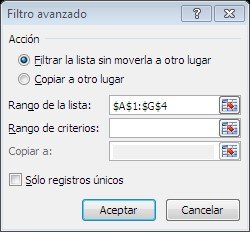 Filtro avanzado
Acción
Filtrar la lista sin moverla a otro lugar
Copiar a otro lugar
Rango de la lista: $A$1:$G$4
Rango de criterios:
Copiar a:
Sólo registros únicos
Aceptar Cancelar